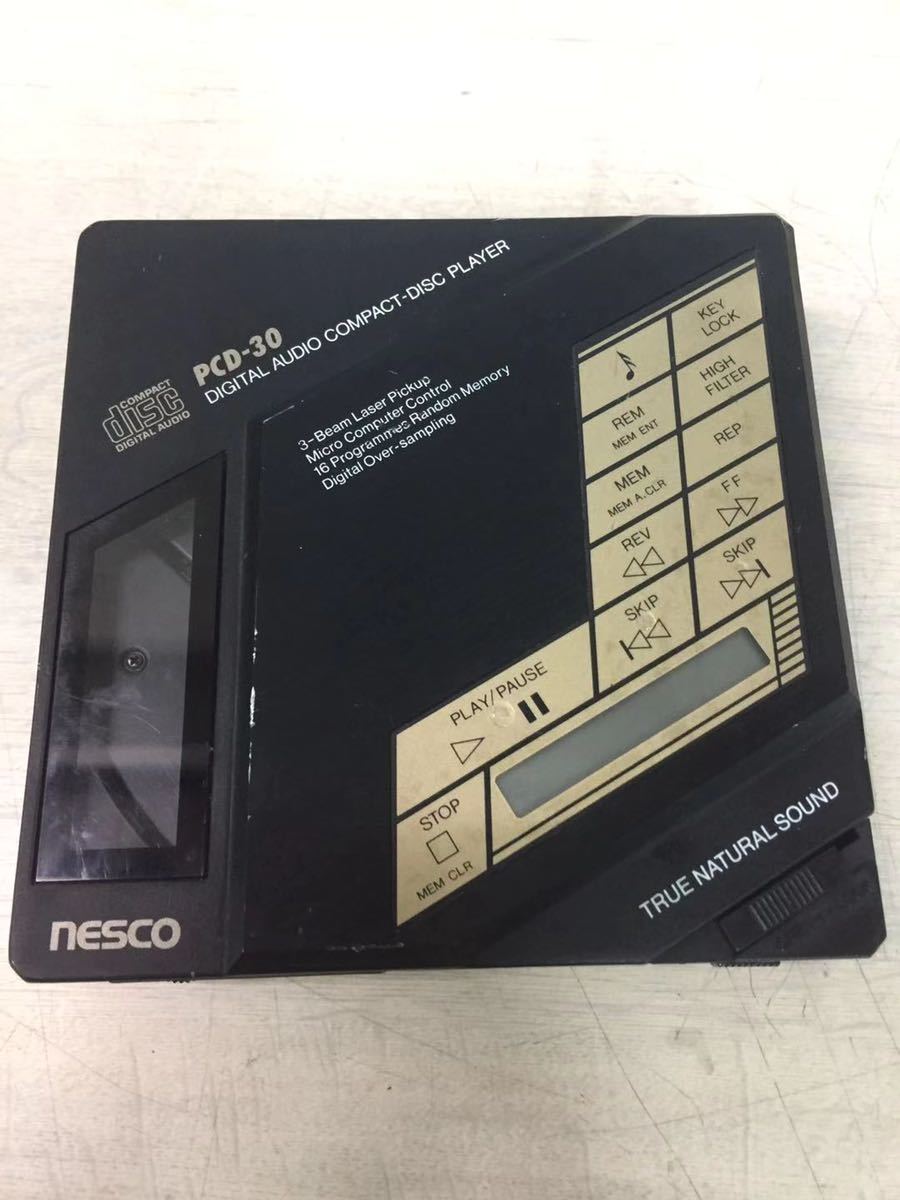 COMPACT
disc
DIGITAL AUDIO
PCD-30
DIGITAL AUDIO COMPACT-DISC PLAYER
3-Beam Laser Pickup
Micro Computer Control
16 Programmes Random Memory
Digital Over-sampling
KEY
LOCK
REM
MEM ENT
HIGH
FILTER
MEM
MEM A.CLR
REP
REV
FF
SKIP
SKIP
PLAY/PAUSE
STOP
MEM CLR
TRUE NATURAL SOUND
nesco